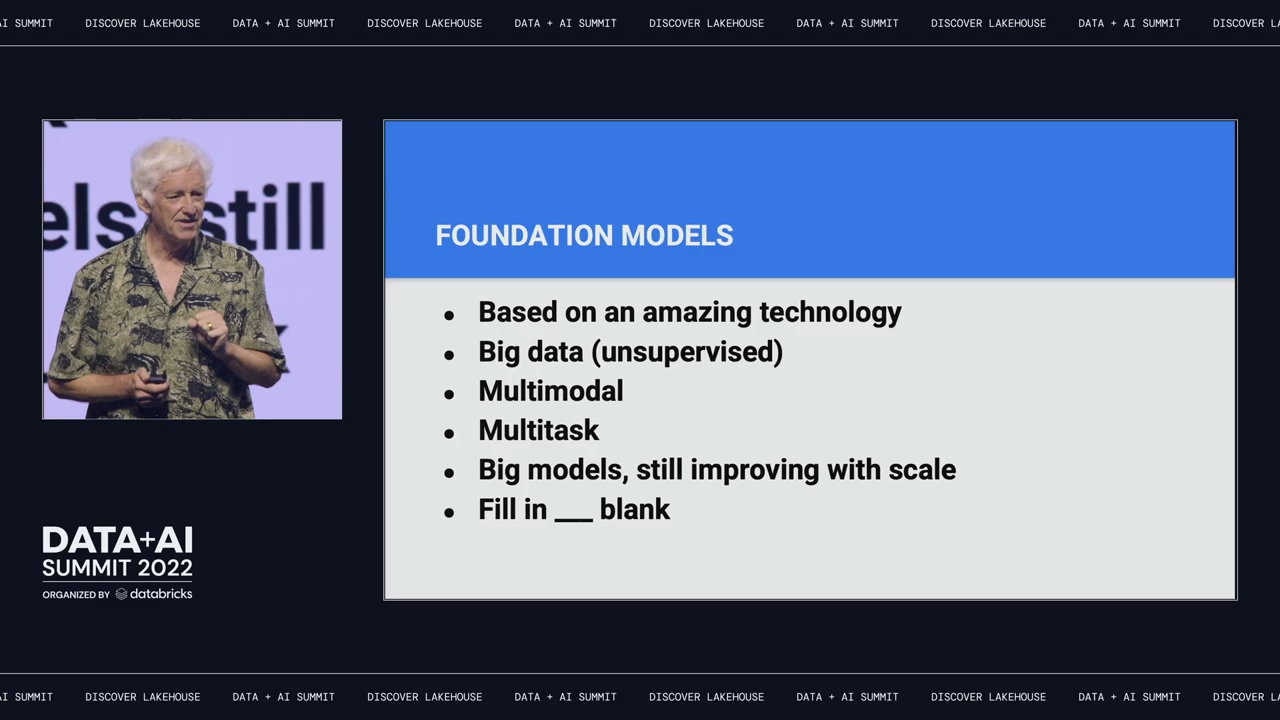 AI SUMMIT DISCOVER LAKEHOUSE DATA + AI SUMMIT DISCOVER LAKEHOUSE DATA + AI SUMMIT DISCOVER LAKEHOUSE DATA + AI SUMMIT DISCOVER LAKEHOUSE DATA + AI SUMMIT DISCOVER
els, still
FOUNDATION MODELS
● Based on an amazing technology
● Big data (unsupervised)
● Multimodal
● Multitask
● Big models, still improving with scale
● Fill in ___ blank
DATA+AI
SUMMIT 2022
ORGANIZED BY databricks
AI SUMMIT DISCOVER LAKEHOUSE DATA + AI SUMMIT DISCOVER LAKEHOUSE DATA + AI SUMMIT DISCOVER LAKEHOUSE DATA + AI SUMMIT DISCOVER LAKEHOUSE DATA + AI SUMMIT DISCOVER